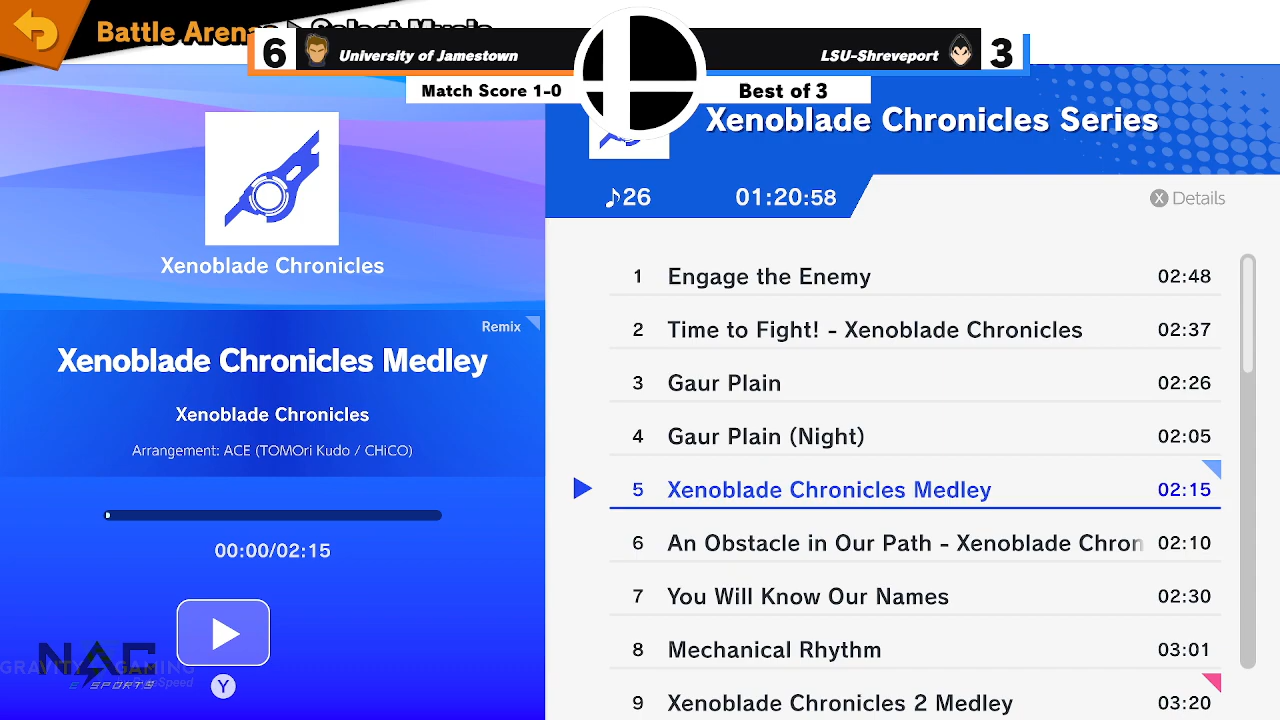 Battle Arena ▶ Select Music
6 University of Jamestown
LSU-Shreveport 3
Match Score 1-0
Best of 3
Xenoblade Chronicles Series
♪26 01:20:58
X Details
Xenoblade Chronicles
Remix
Xenoblade Chronicles Medley
Xenoblade Chronicles
Arrangement: ACE (TOMOri Kudo / CHiCO)
00:00/02:15
Y
NAC
ESPORTS
GRAVITY GAMING
1 Engage the Enemy 02:48
2 Time to Fight! - Xenoblade Chronicles 02:37
3 Gaur Plain 02:26
4 Gaur Plain (Night) 02:05
5 Xenoblade Chronicles Medley 02:15
6 An Obstacle in Our Path - Xenoblade Chron 02:10
7 You Will Know Our Names 02:30
8 Mechanical Rhythm 03:01
9 Xenoblade Chronicles 2 Medley 03:20